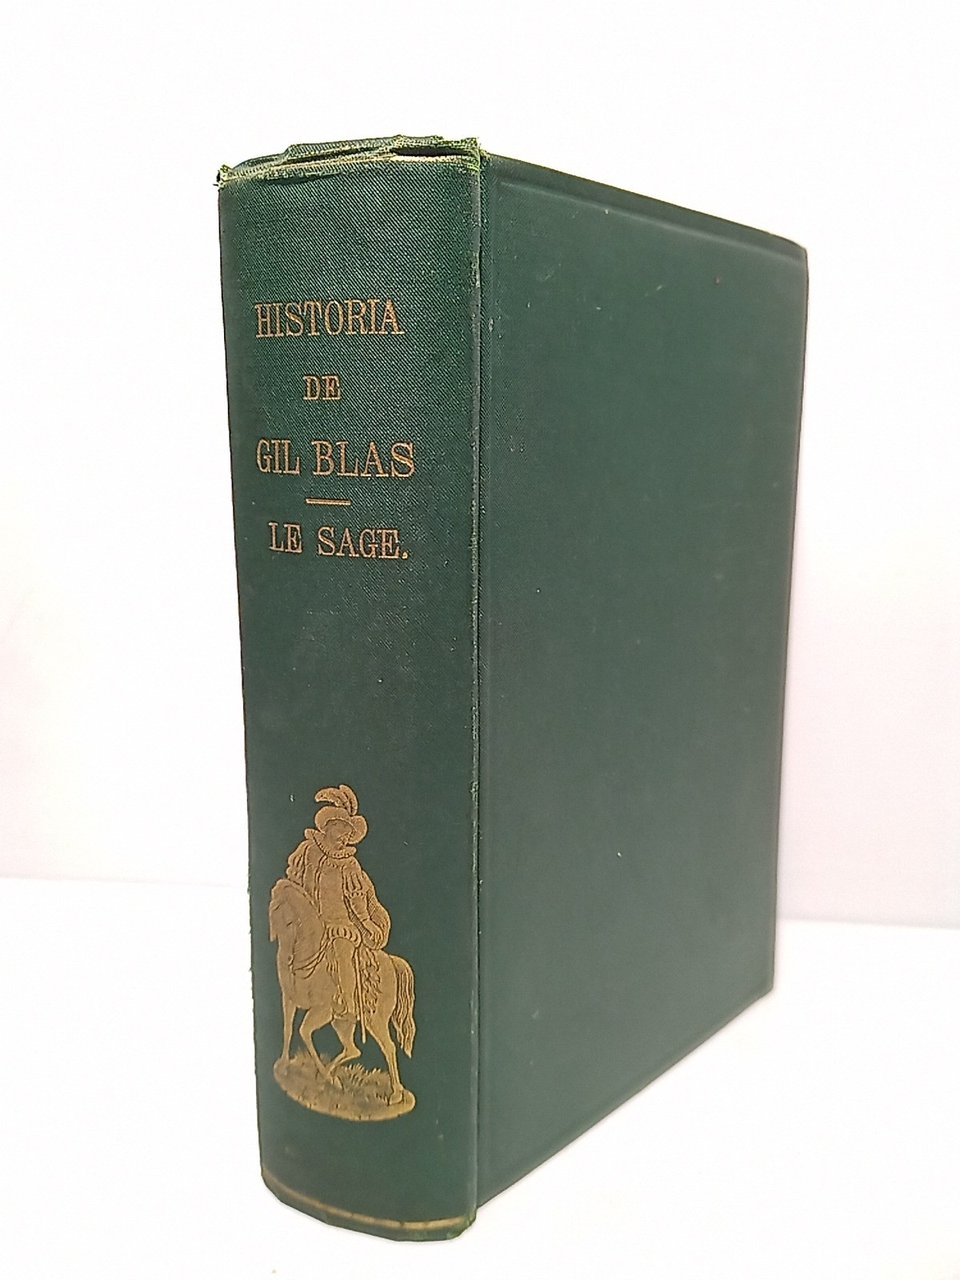 HISTORIA
DE
GIL BLAS
LE SAGE.